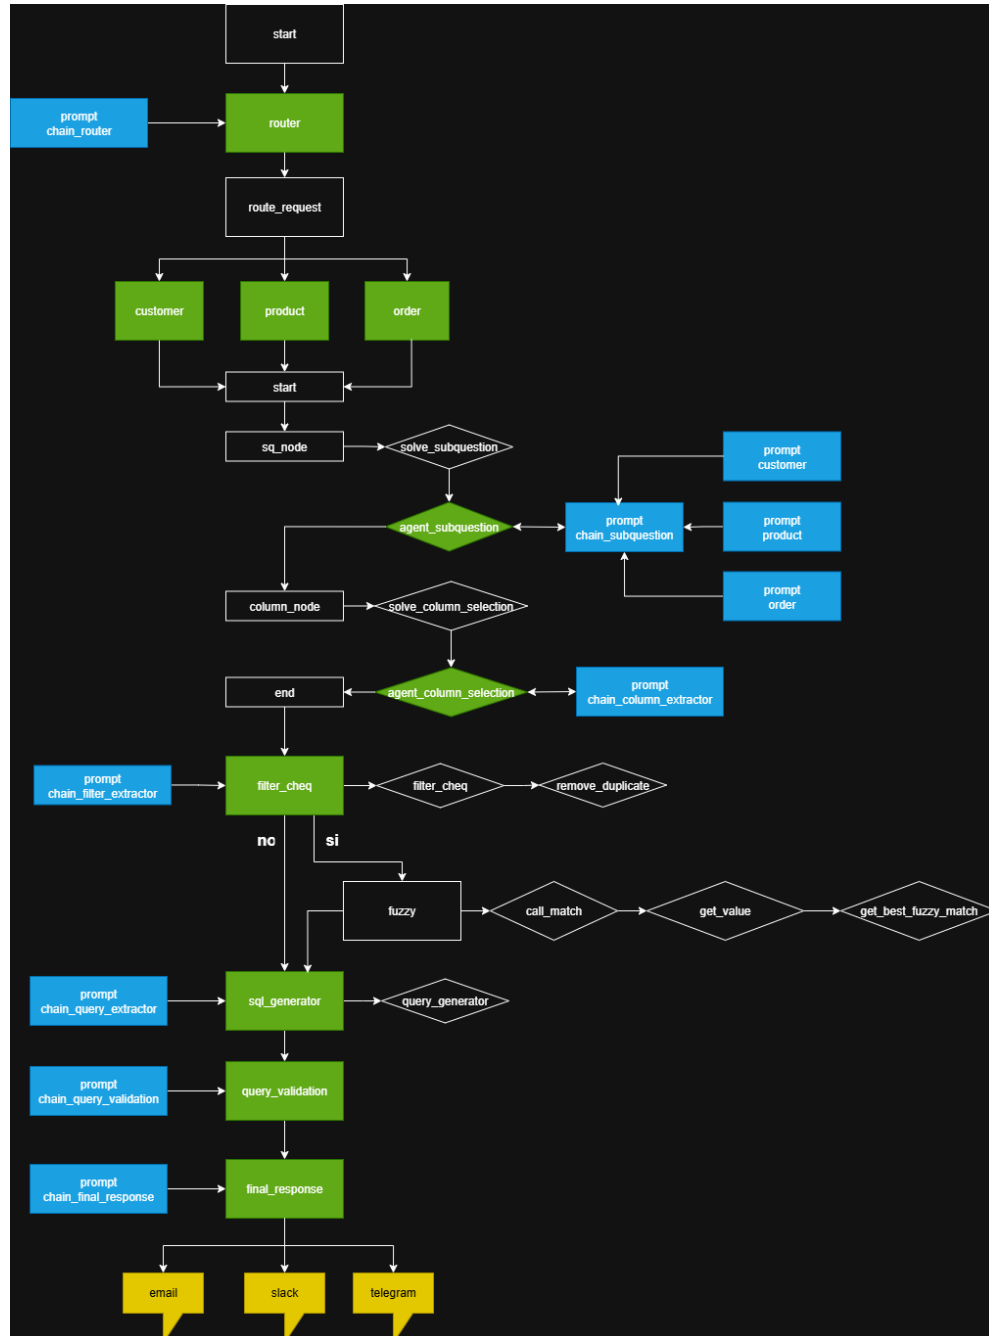 start
prompt
chain_router
router
route_request
customer
product
order
start
sq_node
solve_subquestion
prompt
customer
agent_subquestion
prompt
chain_subquestion
prompt
product
prompt
order
column_node
solve_column_selection
end
agent_column_selection
prompt
chain_column_extractor
prompt
chain_filter_extractor
filter_cheq
filter_cheq
remove_duplicate
no
si
fuzzy
call_match
get_value
get_best_fuzzy_match
prompt
chain_query_extractor
sql_generator
query_generator
prompt
chain_query_validation
query_validation
prompt
chain_final_response
final_response
email
slack
telegram